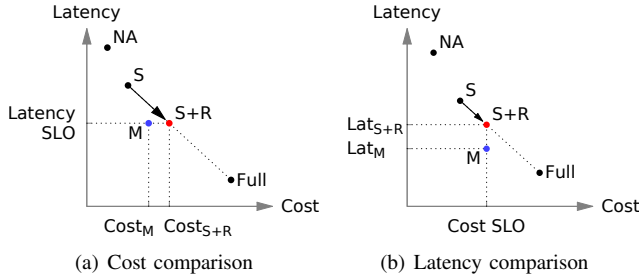 Latency
NA
S
S+R
Latency
SLO
M
Full
Cost
Cost_M
Cost_S+R
(a) Cost comparison
Latency
NA
S
S+R
Lat_S+R
Lat_M
M
Full
Cost
Cost SLO
(b) Latency comparison